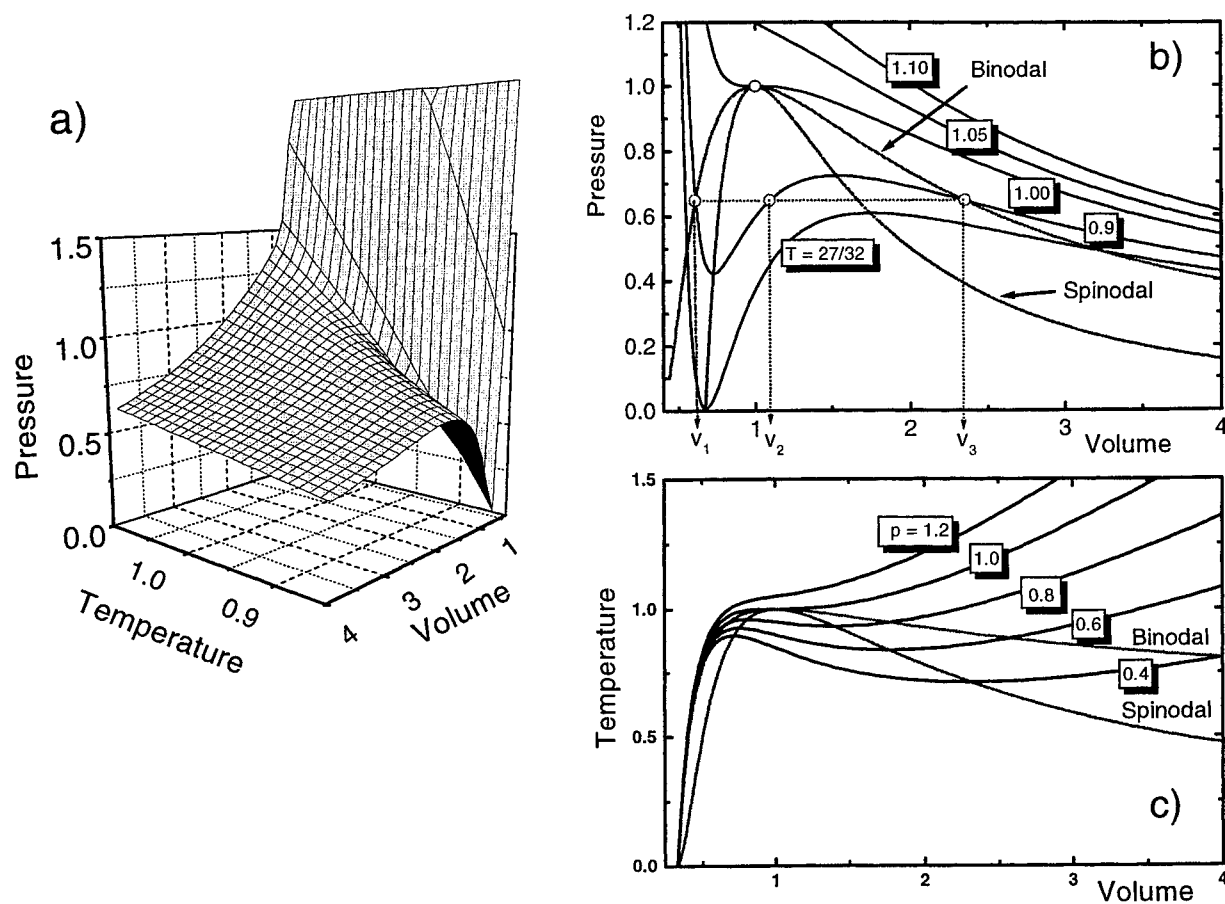 a)
1.5
1.0
0.5
0.0
Pressure
1.0
0.9
Temperature
4
3
2
1
Volume
b)
1.2
1.0
0.8
0.6
0.4
0.2
0.0
Pressure
1.10
Binodal
1.05
1.00
0.9
T = 27/32
Spinodal
1
2
3
4
V1
V2
V3
Volume
c)
1.5
1.0
0.5
0.0
Temperature
p = 1.2
1.0
0.8
0.6
Binodal
0.4
Spinodal
1
2
3
4
Volume